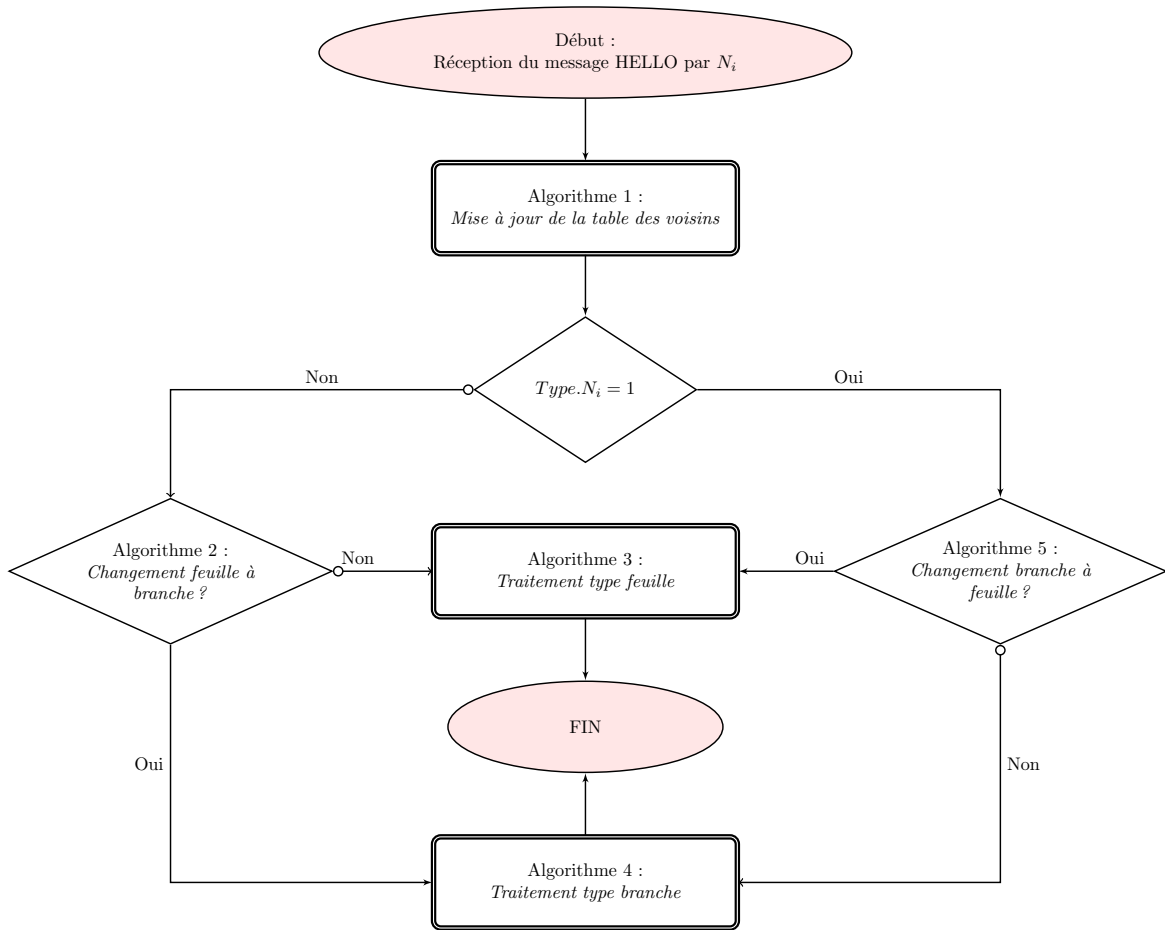 Début :
Réception du message HELLO par N_i
Algorithme 1 :
Mise à jour de la table des voisins
Non
Oui
Type.N_i = 1
Algorithme 2 :
Changement feuille à
branche ?
Non
Algorithme 3 :
Traitement type feuille
Oui
Algorithme 5 :
Changement branche à
feuille ?
FIN
Oui
Non
Algorithme 4 :
Traitement type branche